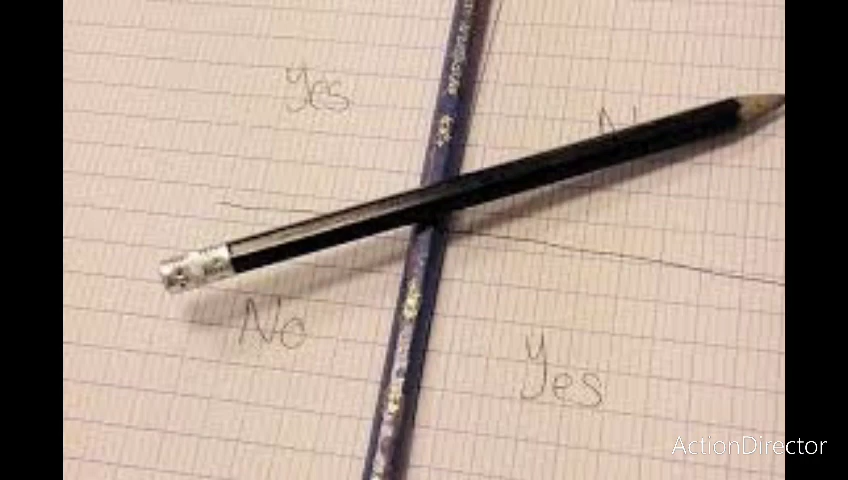 Yes
No
Yes
ActionDirector